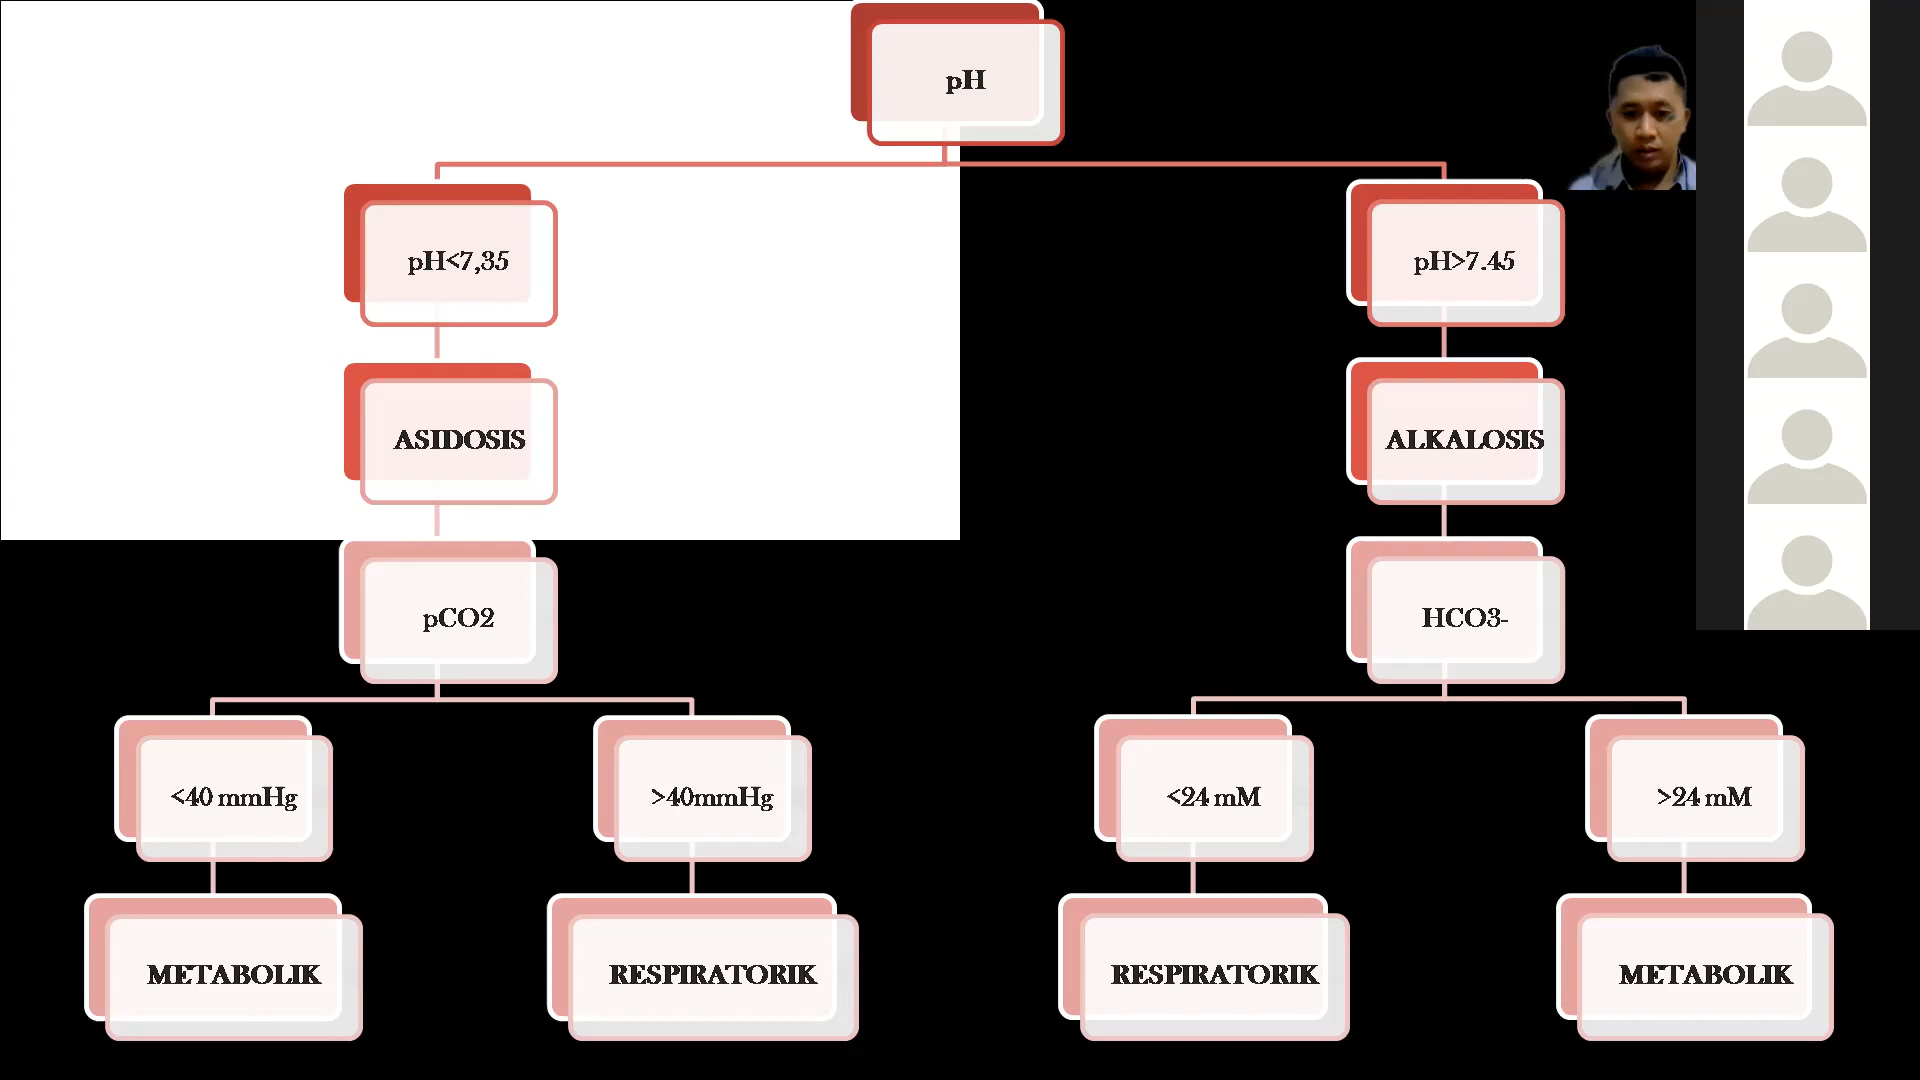 pH
pH<7,35
pH>7.45
ASIDOSIS
ALKALOSIS
pCO2
HCO3-
<40 mmHg
>40mmHg
<24 mM
>24 mM
METABOLIK
RESPIRATORIK
RESPIRATORIK
METABOLIK